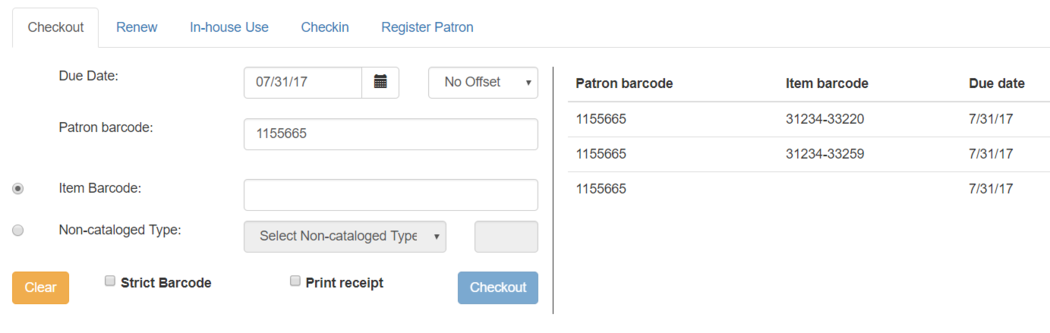 Checkout Renew In-house Use Checkin Register Patron
Due Date: 07/31/17 No Offset
Patron barcode: 1155665
Item Barcode:
Non-cataloged Type: Select Non-cataloged Type
Clear Strict Barcode Print receipt Checkout
Patron barcode Item barcode Due date
1155665 31234-33220 7/31/17
1155665 31234-33259 7/31/17
1155665 7/31/17